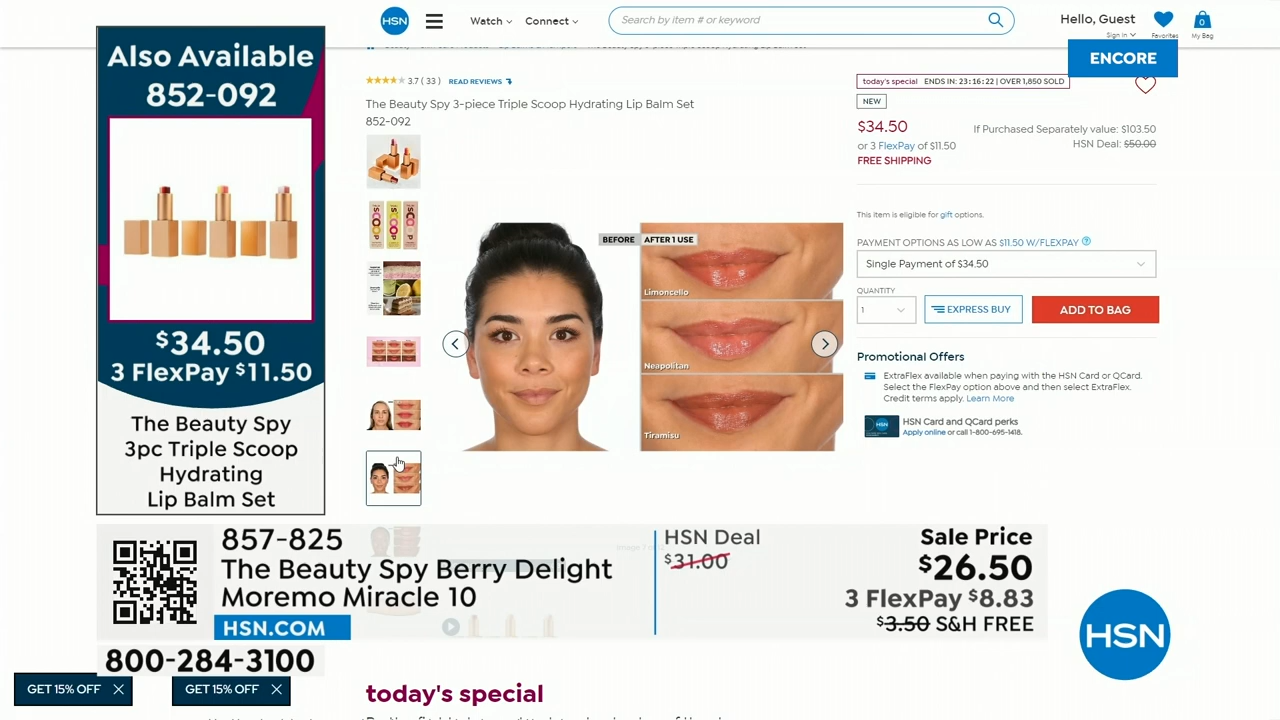 HSN
Watch
Connect
Search by item # or keyword
Hello, Guest
Sign In
Favorites
0
My Bag
ENCORE
Also Available
852-092
$34.50
3 FlexPay $11.50
The Beauty Spy
3pc Triple Scoop
Hydrating
Lip Balm Set
3.7 ( 33 ) READ REVIEWS
The Beauty Spy 3-piece Triple Scoop Hydrating Lip Balm Set
852-092
BEFORE AFTER 1 USE
Limoncello
Neapolitan
Tiramisu
today's special ENDS IN: 23:16:22 | OVER 1,850 SOLD
NEW
$34.50
If Purchased Separately value: $103.50
or 3 FlexPay of $11.50
HSN Deal: $50.00
FREE SHIPPING
This item is eligible for gift options.
PAYMENT OPTIONS AS LOW AS $11.50 W/FLEXPAY
Single Payment of $34.50
QUANTITY
1
EXPRESS BUY
ADD TO BAG
Promotional Offers
ExtraFlex available when paying with the HSN Card or QCard.
Select the FlexPay option above and then select ExtraFlex.
Credit terms apply. Learn More
HSN
HSN Card and QCard perks
Apply online or call 1-800-695-1418.
857-825
The Beauty Spy Berry Delight
Moremo Miracle 10
HSN.COM
800-284-3100
HSN Deal
$31.00
Sale Price
$26.50
3 FlexPay $8.83
$3.50 S&H FREE
HSN
GET 15% OFF
GET 15% OFF
today's special